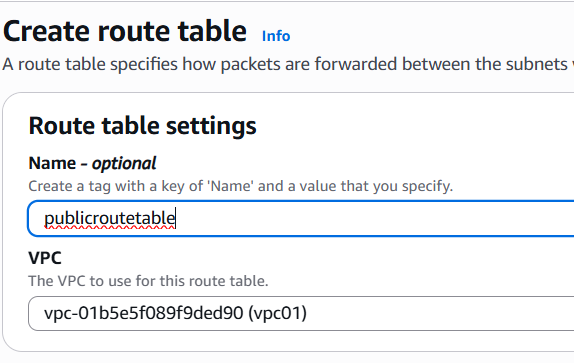 Create route table Info
A route table specifies how packets are forwarded between the subnets
Route table settings
Name - optional
Create a tag with a key of 'Name' and a value that you specify.
publicroutetable
VPC
The VPC to use for this route table.
vpc-01b5e5f089f9ded90 (vpc01)